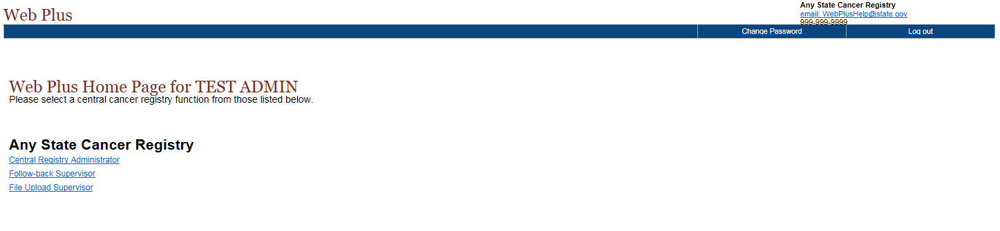 Web Plus
Any State Cancer Registry
email: WebPlusHelp@state.gov
999-999-9999
Change Password
Log out
Web Plus Home Page for TEST ADMIN
Please select a central cancer registry function from those listed below.
Any State Cancer Registry
Central Registry Administrator
Follow-back Supervisor
File Upload Supervisor